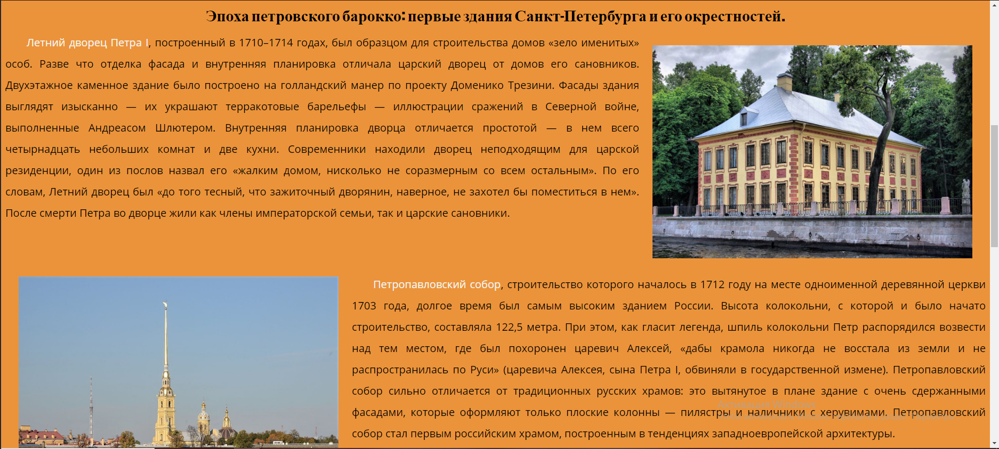 Эпоха петровского барокко: первые здания Санкт-Петербурга и его окрестностей.
Летний дворец Петра I, построенный в 1710–1714 годах, был образцом для строительства домов «зело именитых»
особ. Разве что отделка фасада и внутренняя планировка отличала царский дворец от домов его сановников.
Двухэтажное каменное здание было построено на голландский манер по проекту Доменико Трезини. Фасады здания
выглядят изысканно — их украшают терракотовые барельефы — иллюстрации сражений в Северной войне,
выполненные Андреасом Шлютером. Внутренняя планировка дворца отличается простотой — в нем всего
четырнадцать небольших комнат и две кухни. Современники находили дворец неподходящим для царской
резиденции, один из послов назвал его «жалким домом, нисколько не соразмерным со всем остальным». По его
словам, Летний дворец был «до того тесный, что зажиточный дворянин, наверное, не захотел бы поместиться в нем».
После смерти Петра во дворце жили как члены императорской семьи, так и царские сановники.
Петропавловский собор, строительство которого началось в 1712 году на месте одноименной деревянной церкви
1703 года, долгое время был самым высоким зданием России. Высота колокольни, с которой и было начато
строительство, составляла 122,5 метра. При этом, как гласит легенда, шпиль колокольни Петр распорядился возвести
над тем местом, где был похоронен царевич Алексей, «дабы крамола никогда не восстала из земли и не
распространилась по Руси» (царевича Алексея, сына Петра I, обвиняли в государственной измене). Петропавловский
собор сильно отличается от традиционных русских храмов: это вытянутое в плане здание с очень сдержанными
фасадами, которые оформляют только плоские колонны — пилястры и наличники с херувимами. Петропавловский
собор стал первым российским храмом, построенным в тенденциях западноевропейской архитектуры.
Активация Windows